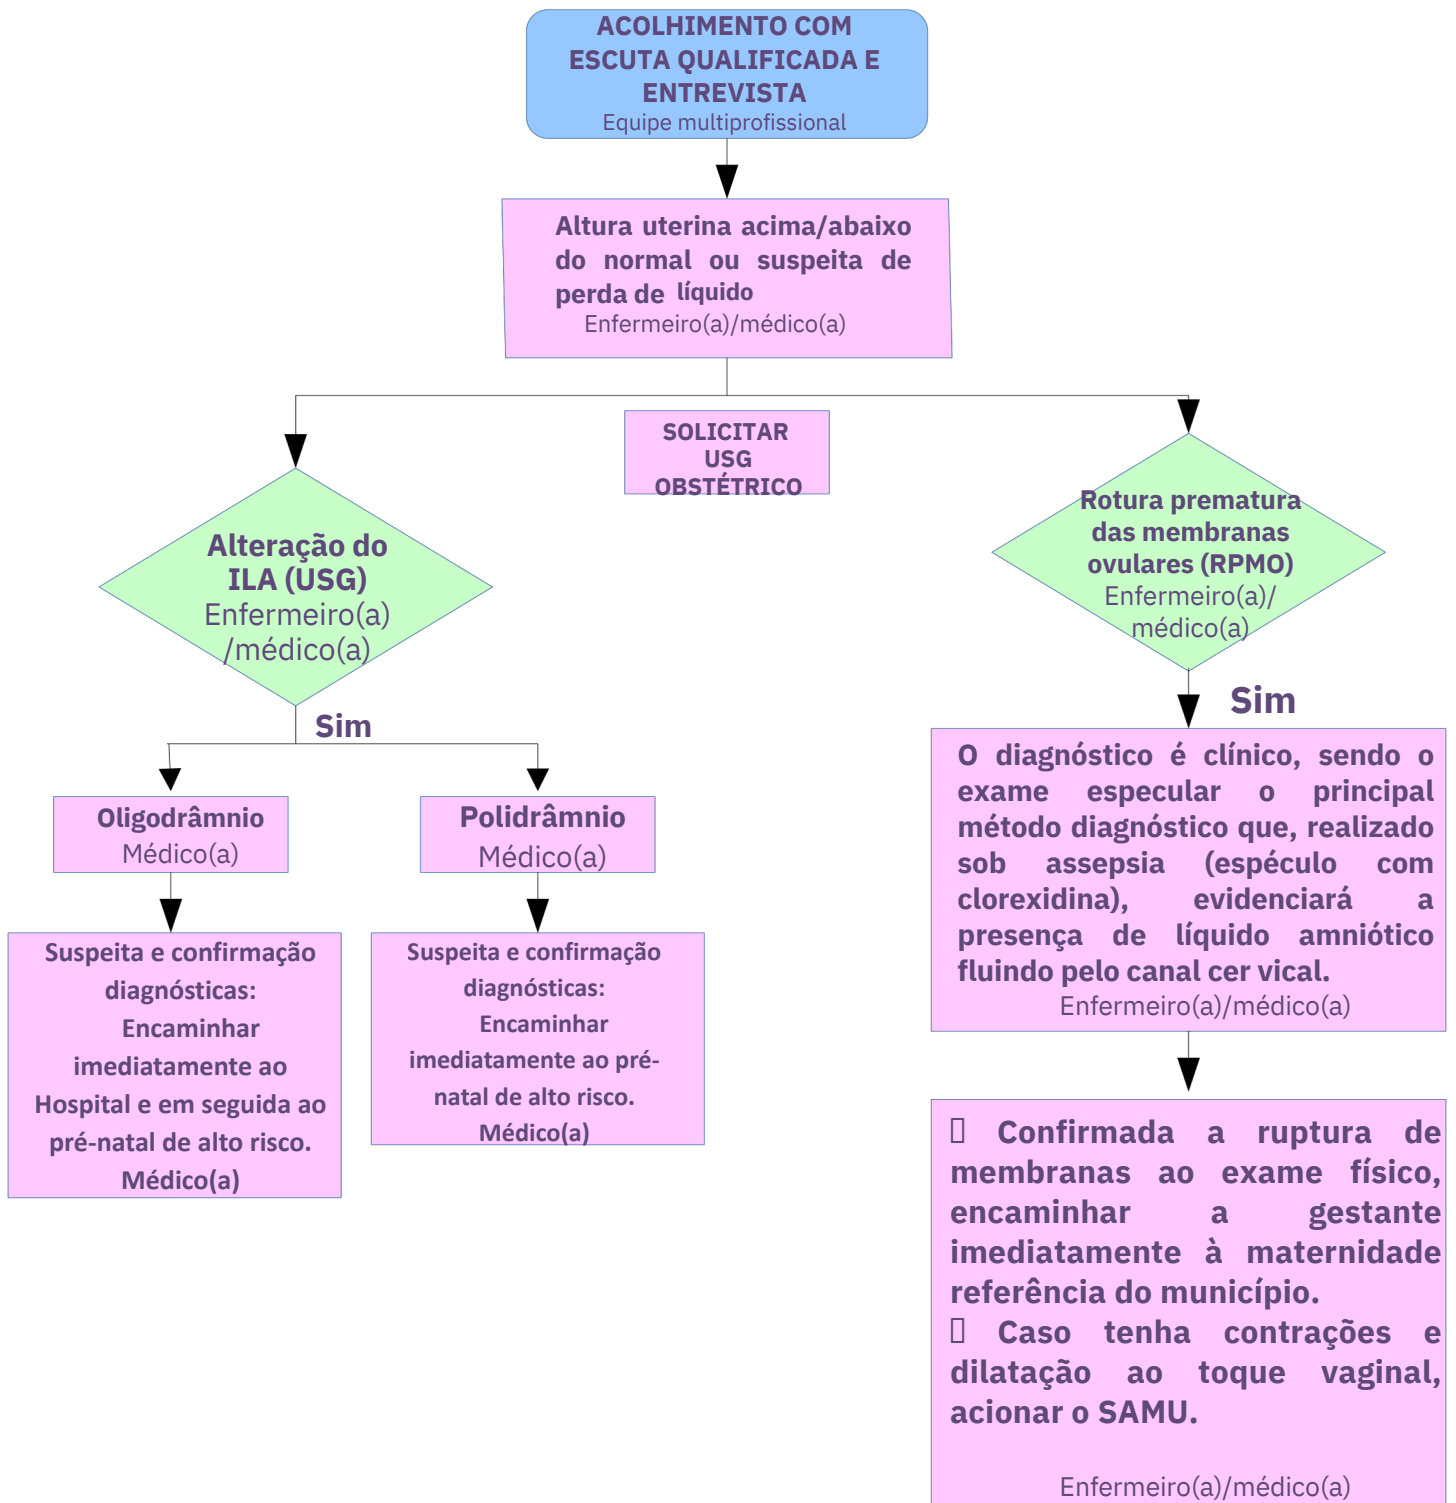 ACOLHIMENTO COM
ESCUTA QUALIFICADA E
ENTREVISTA
Equipe multiprofissional
Altura uterina acima/abaixo
do normal ou suspeita de
perda de líquido
Enfermeiro(a)/médico(a)
SOLICITAR
USG
OBSTÉTRICO
Alteração do
ILA (USG)
Enfermeiro(a)
/médico(a)
Sim
Oligodrâmnio
Médico(a)
Suspeita e confirmação
diagnósticas:
Encaminhar
imediatamente ao
Hospital e em seguida ao
pré-natal de alto risco.
Médico(a)
Polidrâmnio
Médico(a)
Suspeita e confirmação
diagnósticas:
Encaminhar
imediatamente ao pré-
natal de alto risco.
Médico(a)
Rotura prematura
das membranas
ovulares (RPMO)
Enfermeiro(a)/
médico(a)
Sim
O diagnóstico é clínico, sendo o
exame especular o principal
método diagnóstico que, realizado
sob assepsia (espéculo com
clorexidina), evidenciará a
presença de líquido amniótico
fluindo pelo canal cer vical.
Enfermeiro(a)/médico(a)
Confirmada a ruptura de
membranas ao exame físico,
encaminhar a gestante
imediatamente à maternidade
referência do município.
Caso tenha contrações e
dilatação ao toque vaginal,
acionar o SAMU.
Enfermeiro(a)/médico(a)